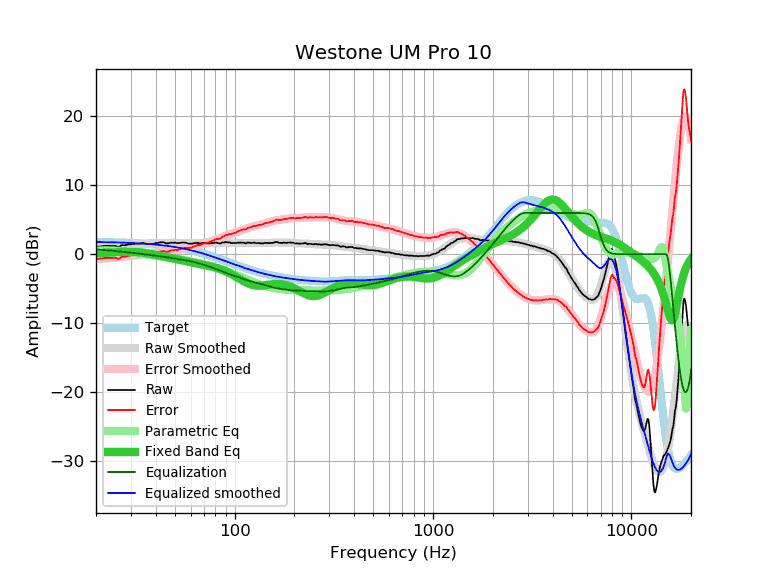 Westone UM Pro 10
Amplitude (dBr)
20
10
0
−10
−20
−30
Target
Raw Smoothed
Error Smoothed
Raw
Error
Parametric Eq
Fixed Band Eq
Equalization
Equalized smoothed
100
1000
10000
Frequency (Hz)